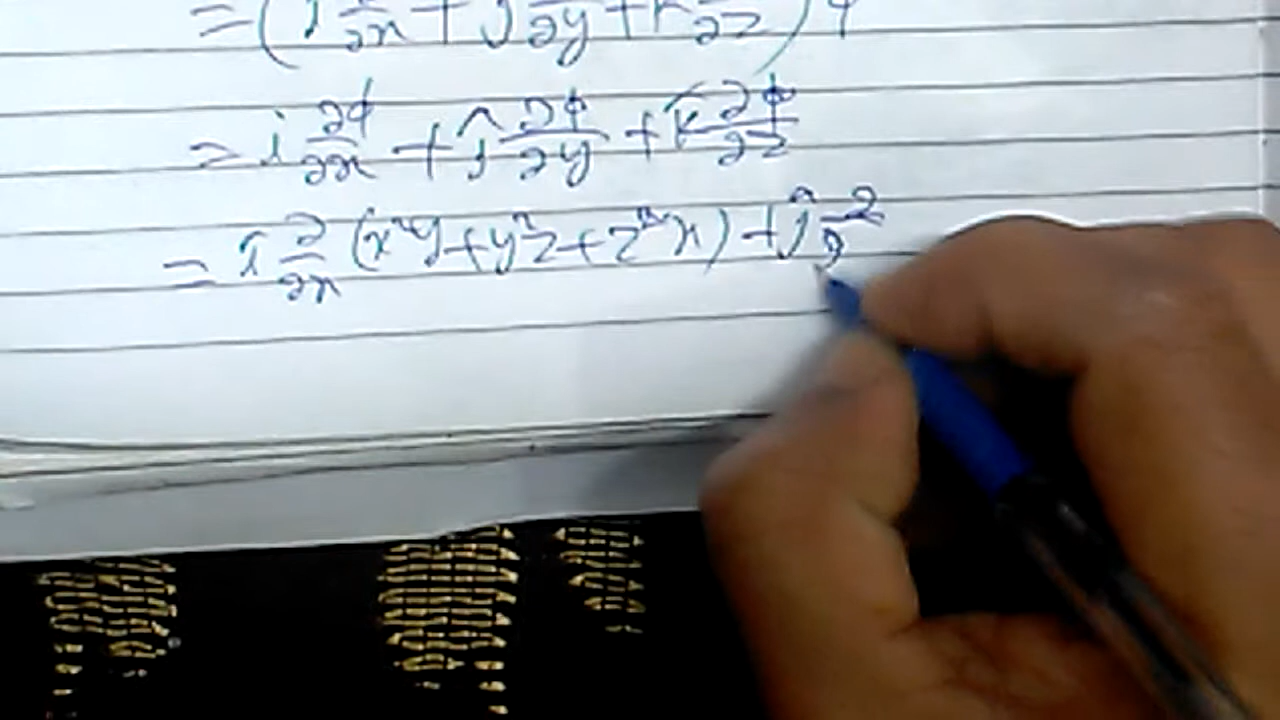 =(î ∂/∂x + ĵ ∂/∂y + k̂ ∂/∂z) φ
= i ∂φ/∂x + ĵ ∂φ/∂y + k̂ ∂φ/∂z
= î ∂/∂x (x²y + y²z + z²x) + ĵ ∂/∂